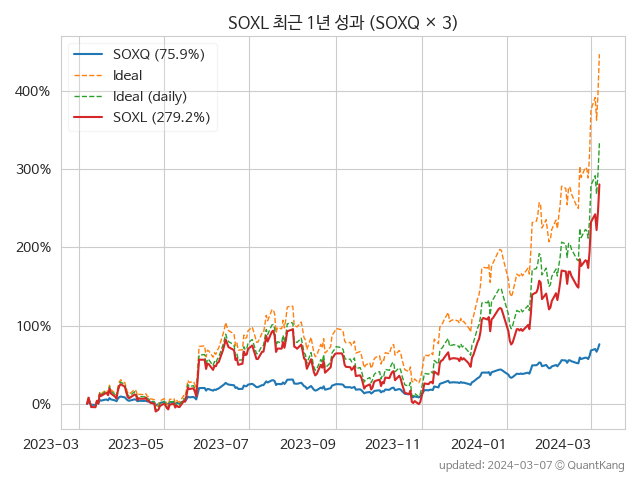 SOXL 최근 1년 성과 (SOXQ × 3)
SOXQ (75.9%)
Ideal
Ideal (daily)
SOXL (279.2%)
400%
300%
200%
100%
0%
2023-03 2023-05 2023-07 2023-09 2023-11 2024-01 2024-03
updated: 2024-03-07 © QuantKang